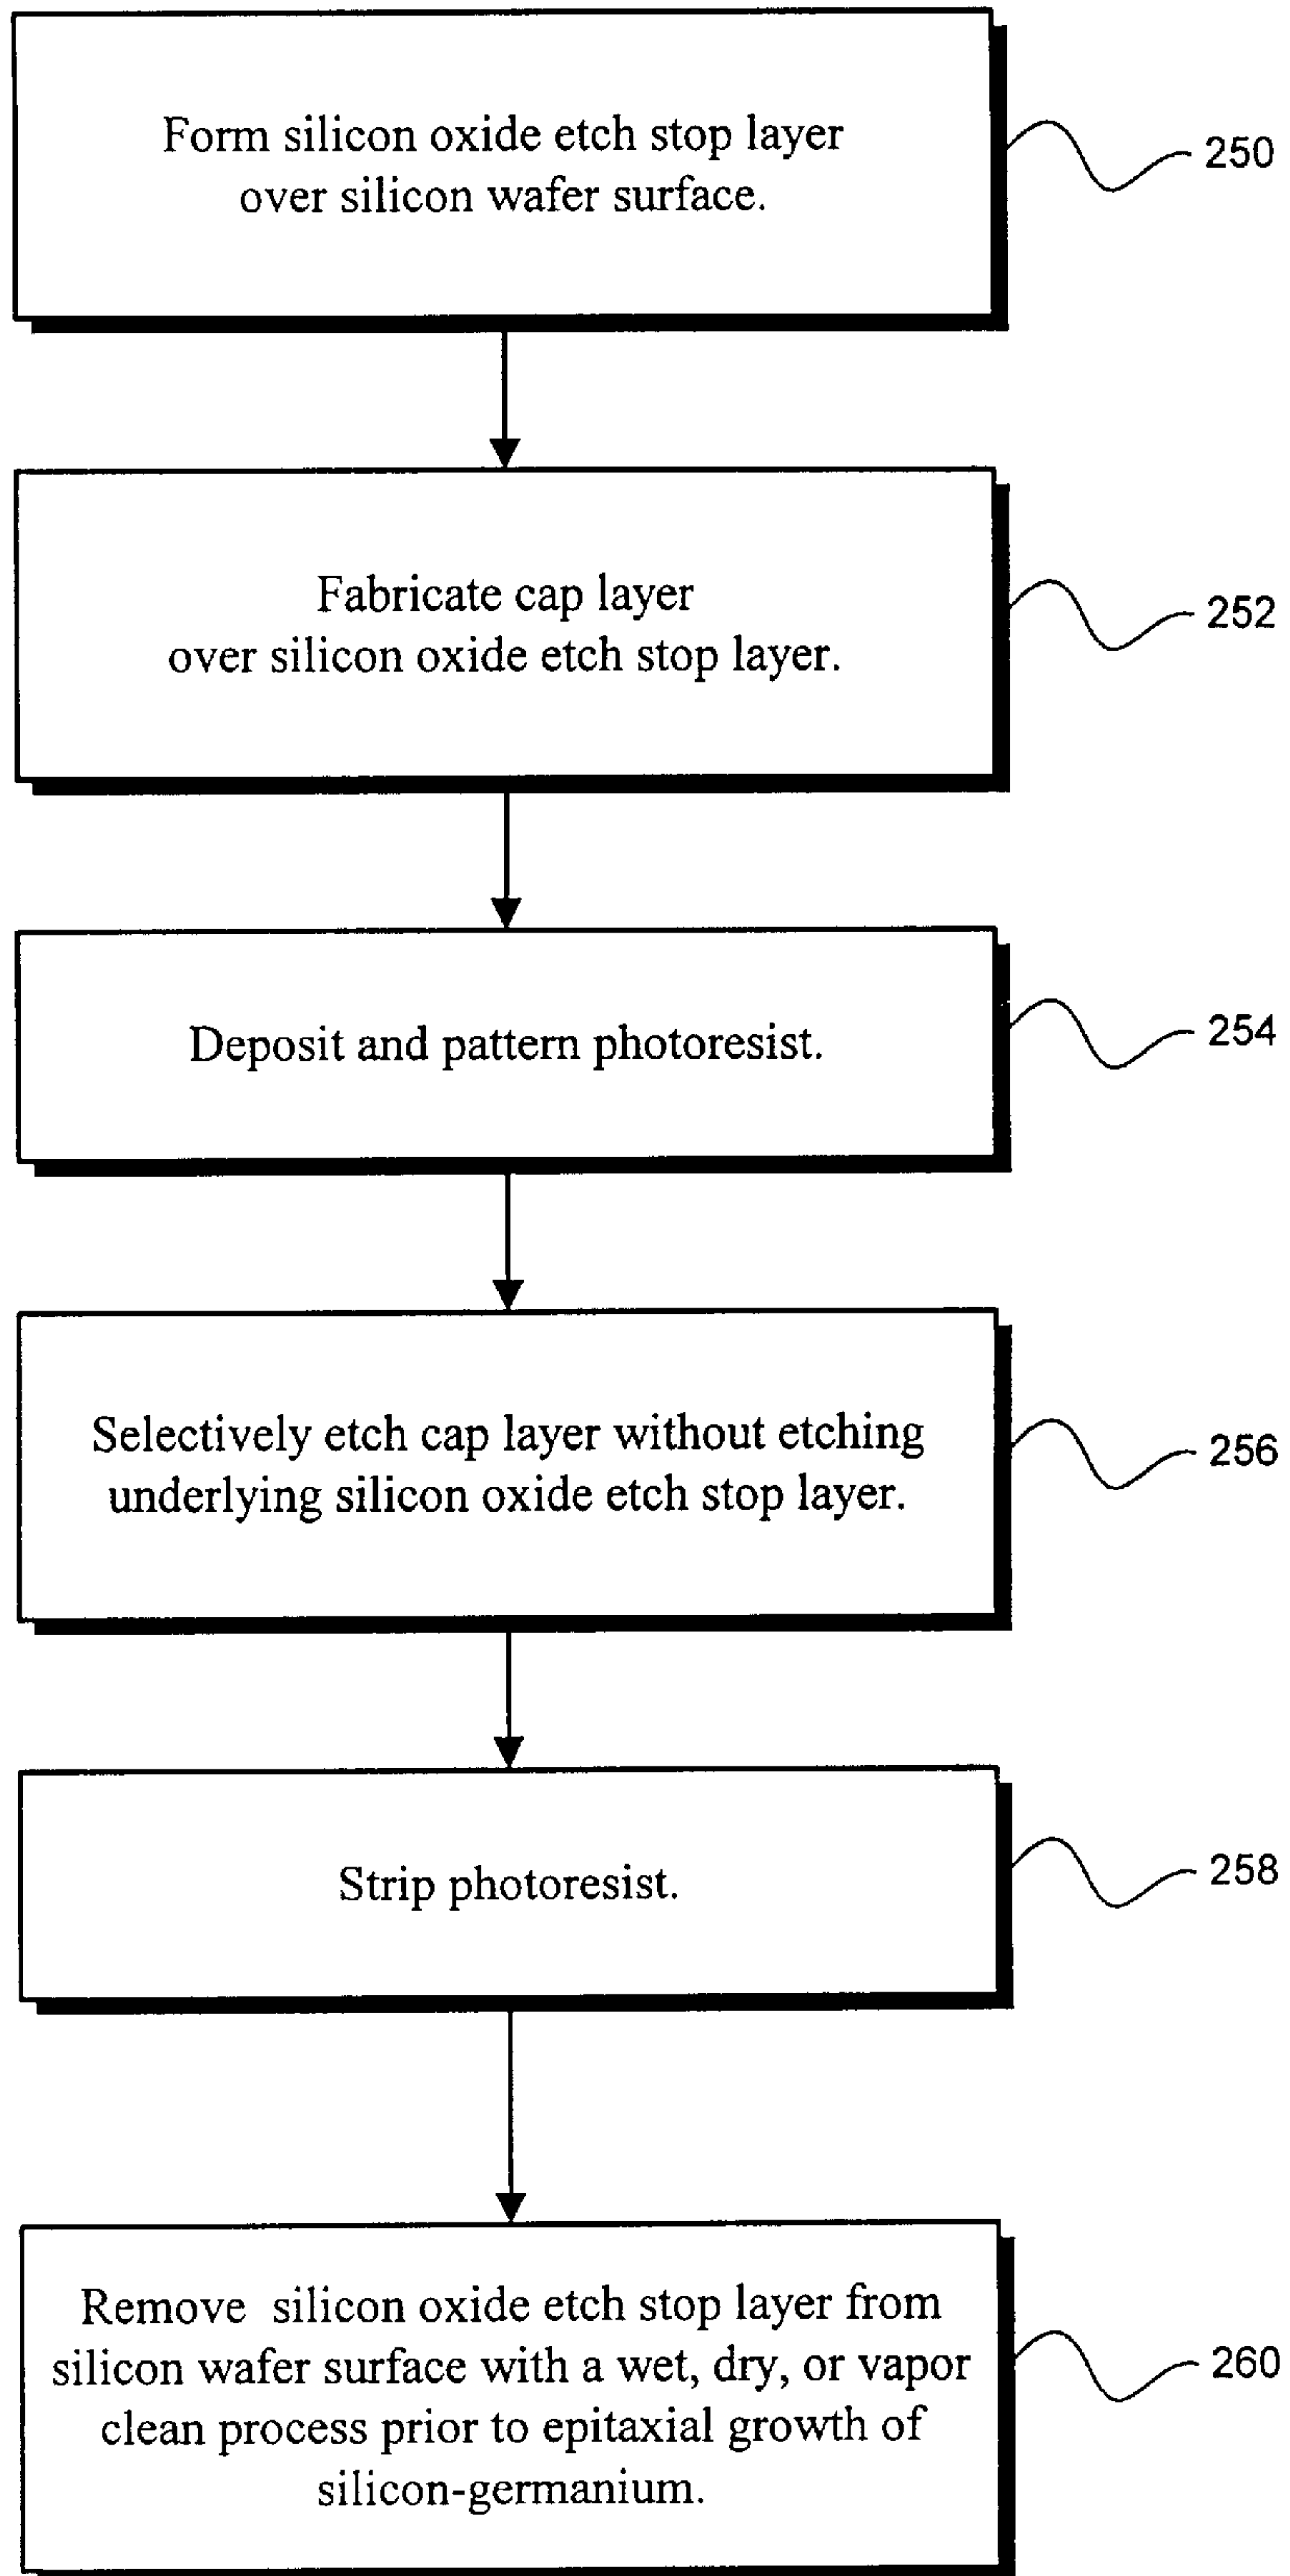 Form silicon oxide etch stop layer
over silicon wafer surface.
250
Fabricate cap layer
over silicon oxide etch stop layer.
252
Deposit and pattern photoresist.
254
Selectively etch cap layer without etching
underlying silicon oxide etch stop layer.
256
Strip photoresist.
258
Remove silicon oxide etch stop layer from
silicon wafer surface with a wet, dry, or vapor
clean process prior to epitaxial growth of
silicon-germanium.
260